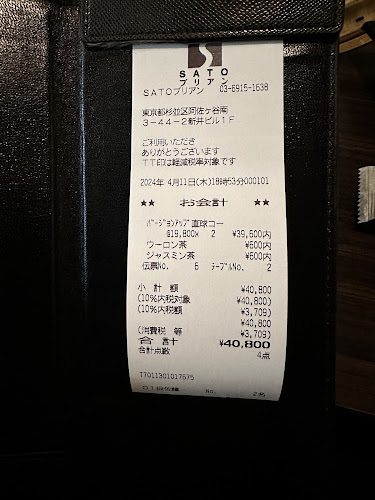 SATO
ブリアン
SATOブリアン 03-6915-1638
東京都杉並区阿佐ヶ谷南
3-44-2新井ビル1F
ご利用いただき
ありがとうございます
TT印は軽減税率対象です
2024年 4月11日(木)18時53分000101
★★ お会計 ★★
バージョンアップ直球コー
@19,800× 2 ¥39,600内
ウーロン茶 ¥600内
ジャスミン茶 ¥600内
伝票No. 6 テーブルNo. 2
小計額 ¥40,800
(10%内税対象 ¥40,800)
(10%内税額 ¥3,709)
¥40,800
(消費税 等 ¥3,709)
合計 ¥40,800
合計点数 4点
T7011301017675
No. 2名